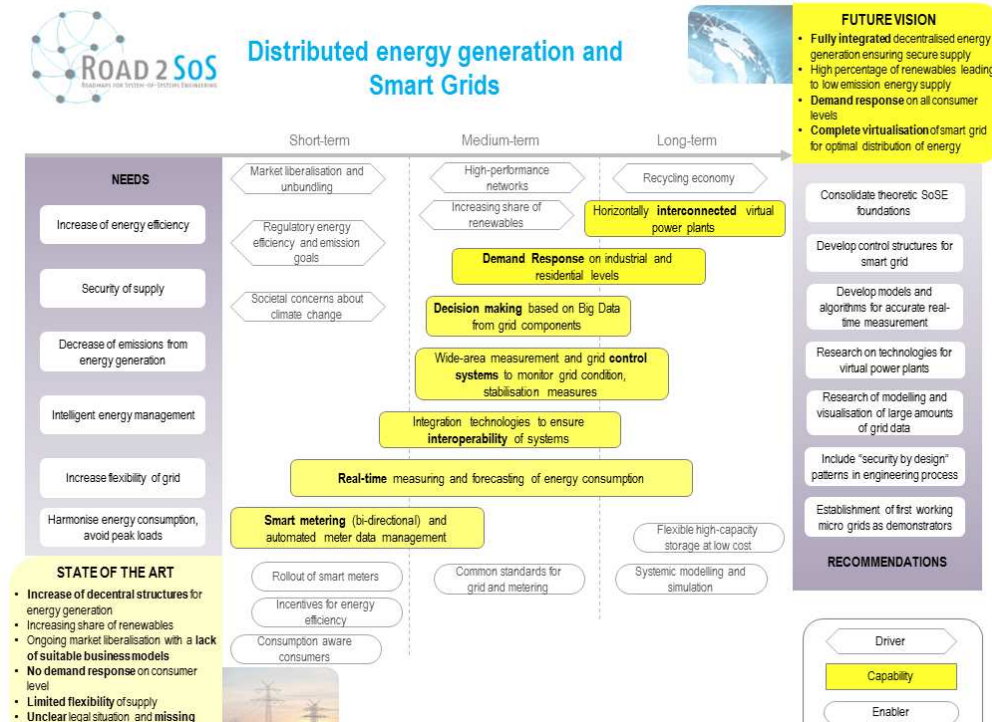 ROAD 2 SOS
ROADMAPS FOR SYSTEM-OF-SYSTEMS ENGINEERING
Distributed energy generation and
Smart Grids
FUTURE VISION
• Fully integrated decentralised energy
generation ensuring secure supply
• High percentage of renewables leading
to low emission energy supply
• Demand response on all consumer
levels
• Complete virtualisation of smart grid
for optimal distribution of energy
Short-term
Medium-term
Long-term
NEEDS
Increase of energy efficiency
Security of supply
Decrease of emissions from
energy generation
Intelligent energy management
Increase flexibility of grid
Harmonise energy consumption,
avoid peak loads
Market liberalisation and
unbundling
Regulatory energy
efficiency and emission
goals
Societal concerns about
climate change
High-performance
networks
Increasing share of
renewables
Recycling economy
Horizontally interconnected virtual
power plants
Demand Response on industrial and
residential levels
Decision making based on Big Data
from grid components
Wide-area measurement and grid control
systems to monitor grid condition,
stabilisation measures
Integration technologies to ensure
interoperability of systems
Real-time measuring and forecasting of energy consumption
Smart metering (bi-directional) and
automated meter data management
Flexible high-capacity
storage at low cost
Rollout of smart meters
Common standards for
grid and metering
Systemic modelling and
simulation
Incentives for energy
efficiency
Consumption aware
consumers
Consolidate theoretic SoSE
foundations
Develop control structures for
smart grid
Develop models and
algorithms for accurate real-
time measurement
Research on technologies for
virtual power plants
Research of modelling and
visualisation of large amounts
of grid data
Include "security by design"
patterns in engineering process
Establishment of first working
micro grids as demonstrators
RECOMMENDATIONS
STATE OF THE ART
• Increase of decentral structures for
energy generation
• Increasing share of renewables
• Ongoing market liberalisation with a lack
of suitable business models
• No demand response on consumer
level
• Limited flexibility of supply
• Unclear legal situation and missing
Driver
Capability
Enabler